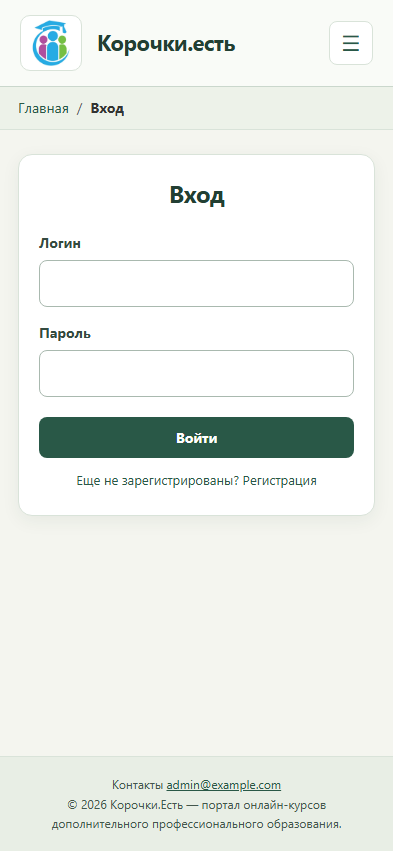 Корочки.есть
Главная / Вход
Вход
Логин
Пароль
Войти
Еще не зарегистрированы? Регистрация
Контакты admin@example.com
© 2026 Корочки.Есть — портал онлайн-курсов
дополнительного профессионального образования.